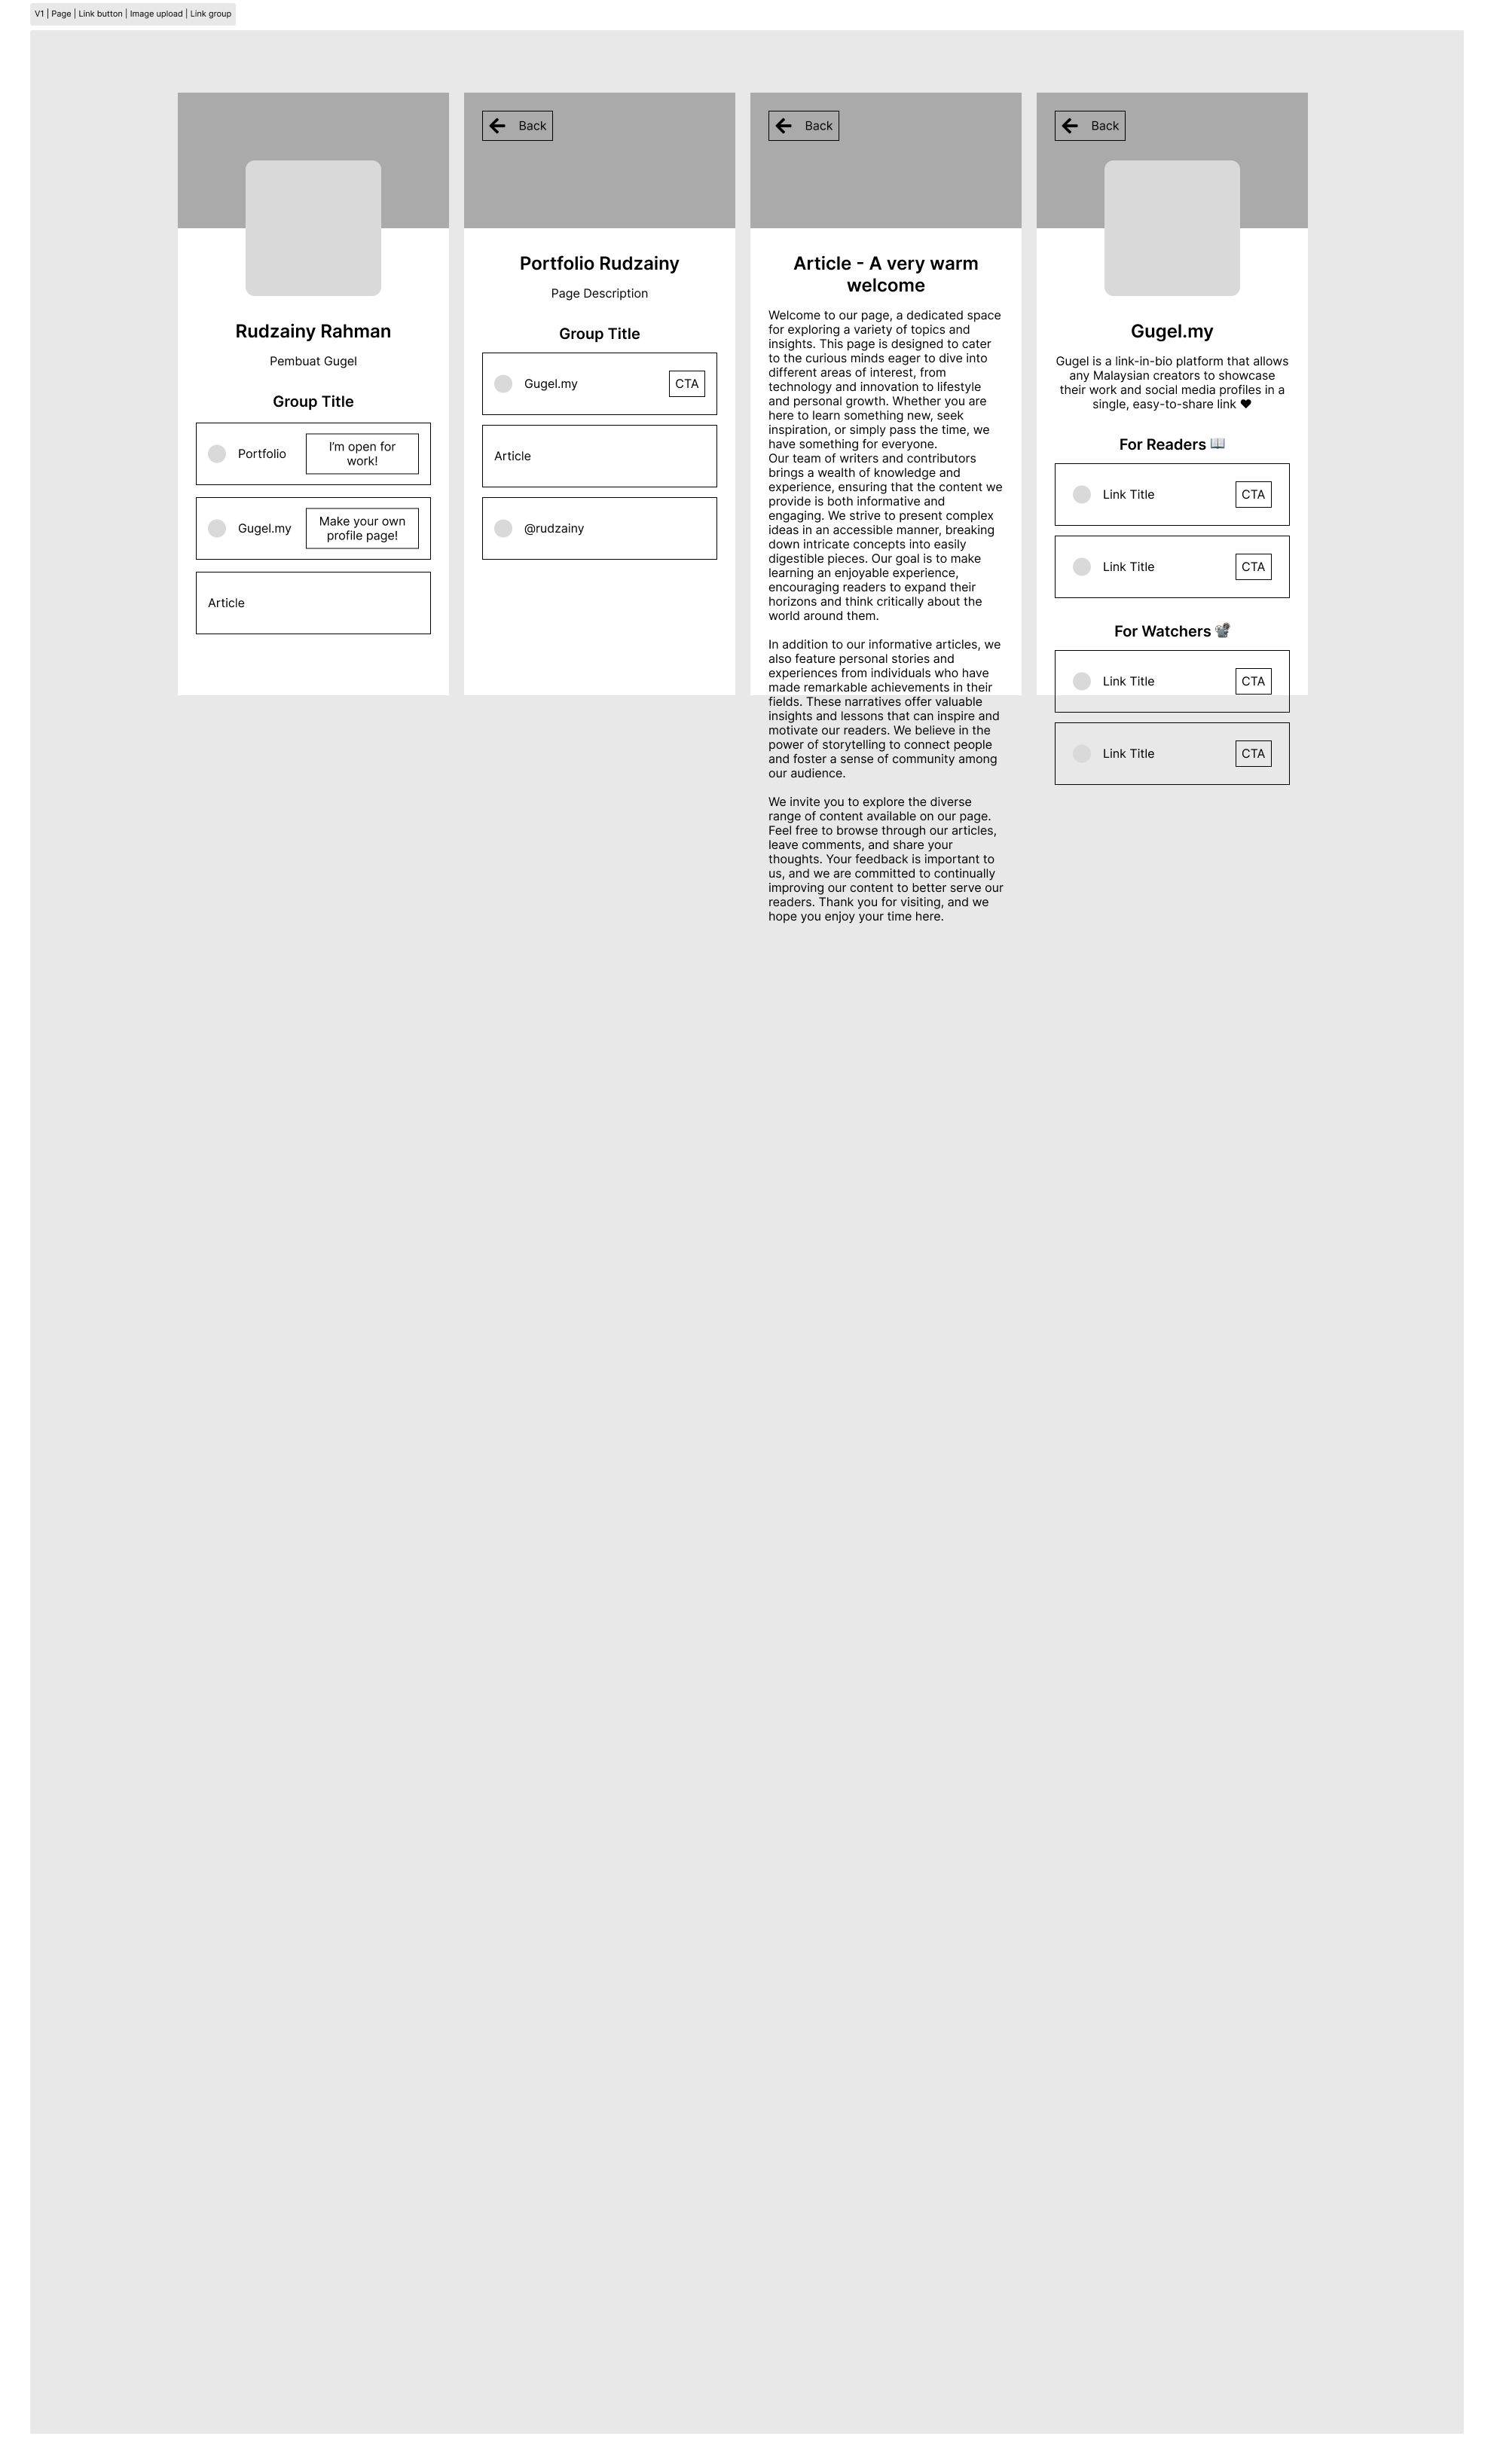 V1 | Page | Link button | Image upload | Link group
Rudzainy Rahman
Pembuat Gugel
Group Title
Portfolio
I'm open for
work!
Gugel.my
Make your own
profile page!
Article
Back
Portfolio Rudzainy
Page Description
Group Title
Gugel.my
CTA
Article
@rudzainy
Back
Article - A very warm
welcome
Welcome to our page, a dedicated space
for exploring a variety of topics and
insights. This page is designed to cater
to the curious minds eager to dive into
different areas of interest, from
technology and innovation to lifestyle
and personal growth. Whether you are
here to learn something new, seek
inspiration, or simply pass the time, we
have something for everyone.
Our team of writers and contributors
brings a wealth of knowledge and
experience, ensuring that the content we
provide is both informative and
engaging. We strive to present complex
ideas in an accessible manner, breaking
down intricate concepts into easily
digestible pieces. Our goal is to make
learning an enjoyable experience,
encouraging readers to expand their
horizons and think critically about the
world around them.
In addition to our informative articles, we
also feature personal stories and
experiences from individuals who have
made remarkable achievements in their
fields. These narratives offer valuable
insights and lessons that can inspire and
motivate our readers. We believe in the
power of storytelling to connect people
and foster a sense of community among
our audience.
We invite you to explore the diverse
range of content available on our page.
Feel free to browse through our articles,
leave comments, and share your
thoughts. Your feedback is important to
us, and we are committed to continually
improving our content to better serve our
readers. Thank you for visiting, and we
hope you enjoy your time here.
Back
Gugel.my
Gugel is a link-in-bio platform that allows
any Malaysian creators to showcase
their work and social media profiles in a
single, easy-to-share link ❤
For Readers 📖
Link Title
CTA
Link Title
CTA
For Watchers 📽
Link Title
CTA
Link Title
CTA